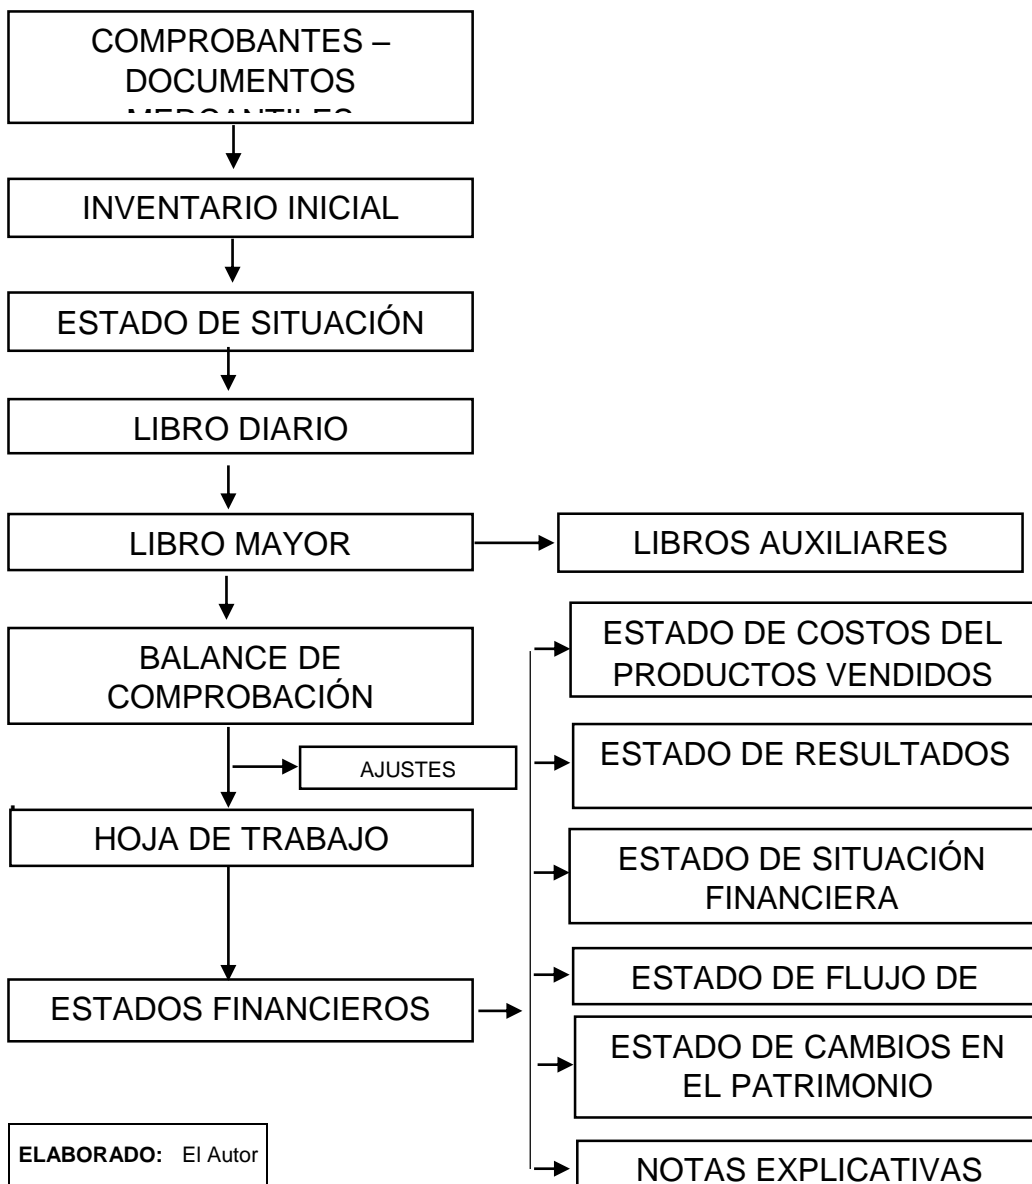 COMPROBANTES –
DOCUMENTOS
MERCANTILES
INVENTARIO INICIAL
ESTADO DE SITUACIÓN
LIBRO DIARIO
LIBRO MAYOR
LIBROS AUXILIARES
BALANCE DE
COMPROBACIÓN
AJUSTES
HOJA DE TRABAJO
ESTADOS FINANCIEROS
ESTADO DE COSTOS DEL
PRODUCTOS VENDIDOS
ESTADO DE RESULTADOS
ESTADO DE SITUACIÓN
FINANCIERA
ESTADO DE FLUJO DE
ESTADO DE CAMBIOS EN
EL PATRIMONIO
NOTAS EXPLICATIVAS
ELABORADO: El Autor